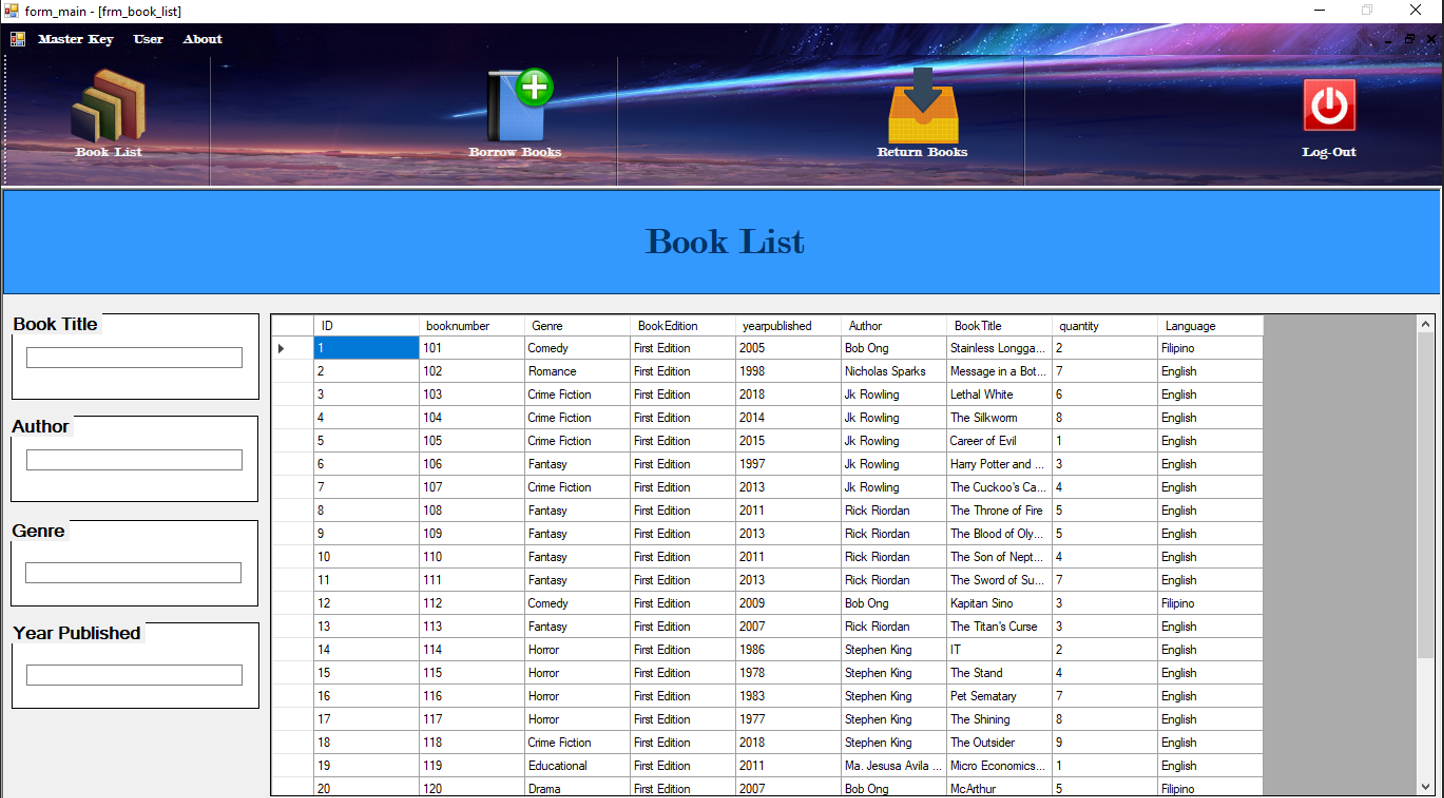 form_main - [frm_book_list]
Master Key User About
Book List Borrow Books Return Books Log-Out
Book List
Book Title
Author
Genre
Year Published
ID booknumber Genre BookEdition yearpublished Author BookTitle quantity Language
1 101 Comedy First Edition 2005 Bob Ong Stainless Longga... 2 Filipino
2 102 Romance First Edition 1998 Nicholas Sparks Message in a Bot... 7 English
3 103 Crime Fiction First Edition 2018 Jk Rowling Lethal White 6 English
4 104 Crime Fiction First Edition 2014 Jk Rowling The Silkworm 8 English
5 105 Crime Fiction First Edition 2015 Jk Rowling Career of Evil 1 English
6 106 Fantasy First Edition 1997 Jk Rowling Harry Potter and ... 3 English
7 107 Crime Fiction First Edition 2013 Jk Rowling The Cuckoo's Ca... 4 English
8 108 Fantasy First Edition 2011 Rick Riordan The Throne of Fire 5 English
9 109 Fantasy First Edition 2013 Rick Riordan The Blood of Oly... 5 English
10 110 Fantasy First Edition 2011 Rick Riordan The Son of Nept... 4 English
11 111 Fantasy First Edition 2013 Rick Riordan The Sword of Su... 7 English
12 112 Comedy First Edition 2009 Bob Ong Kapitan Sino 3 Filipino
13 113 Fantasy First Edition 2007 Rick Riordan The Titan's Curse 3 English
14 114 Horror First Edition 1986 Stephen King IT 2 English
15 115 Horror First Edition 1978 Stephen King The Stand 4 English
16 116 Horror First Edition 1983 Stephen King Pet Sematary 7 English
17 117 Horror First Edition 1977 Stephen King The Shining 8 English
18 118 Crime Fiction First Edition 2018 Stephen King The Outsider 9 English
19 119 Educational First Edition 2011 Ma. Jesusa Avila ... Micro Economics... 1 English
20 120 Drama First Edition 2007 Bob Ong McArthur 5 Filipino